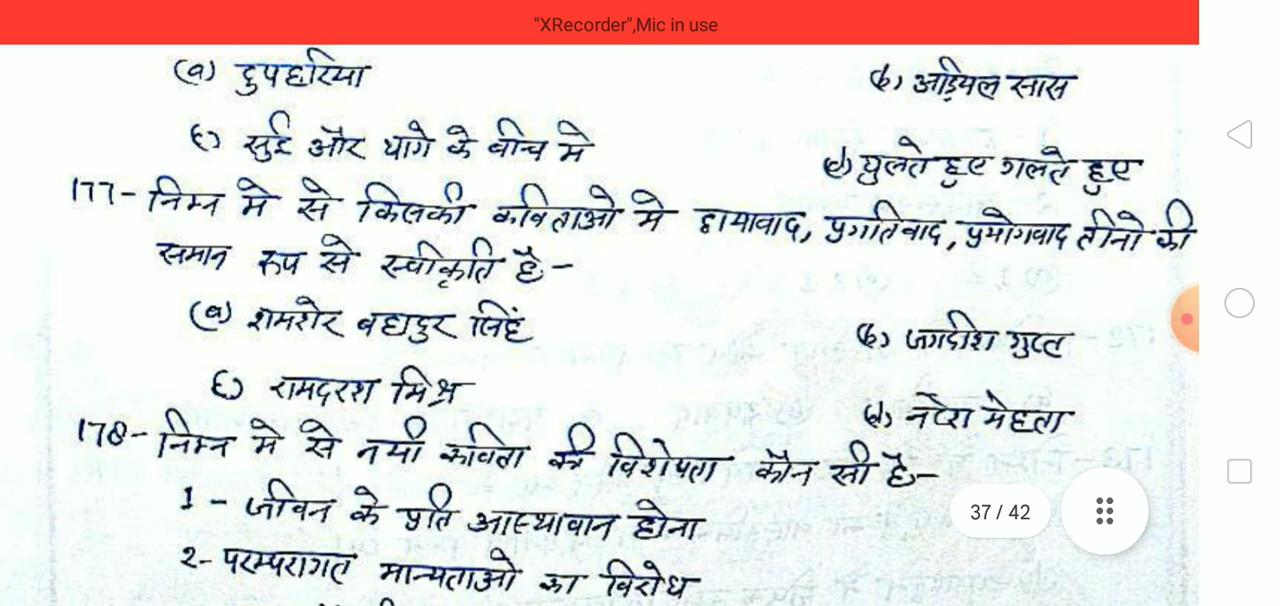 "XRecorder",Mic in use
(a) दुपहरिया (b) अड़ियल सास
(c) सुई और धागे के बीच मे (d) घुलते हुए गलते हुए
177- निम्न मे से किसकी कविताओ मे छायावाद, प्रगतिवाद, प्रयोगवाद तीनो की
समान रूप से स्वीकृति है -
(a) शमशेर बहादुर सिहं (b) जगदीश गुप्त
(c) रामदरश मिश्र (d) नरेश मेहता
178- निम्न मे से नयी कविता की विशेषता कौन सी है-
1 - जीवन के प्रति आस्थावान होना
37 / 42
2- परम्परागत मान्यताओ का विरोध